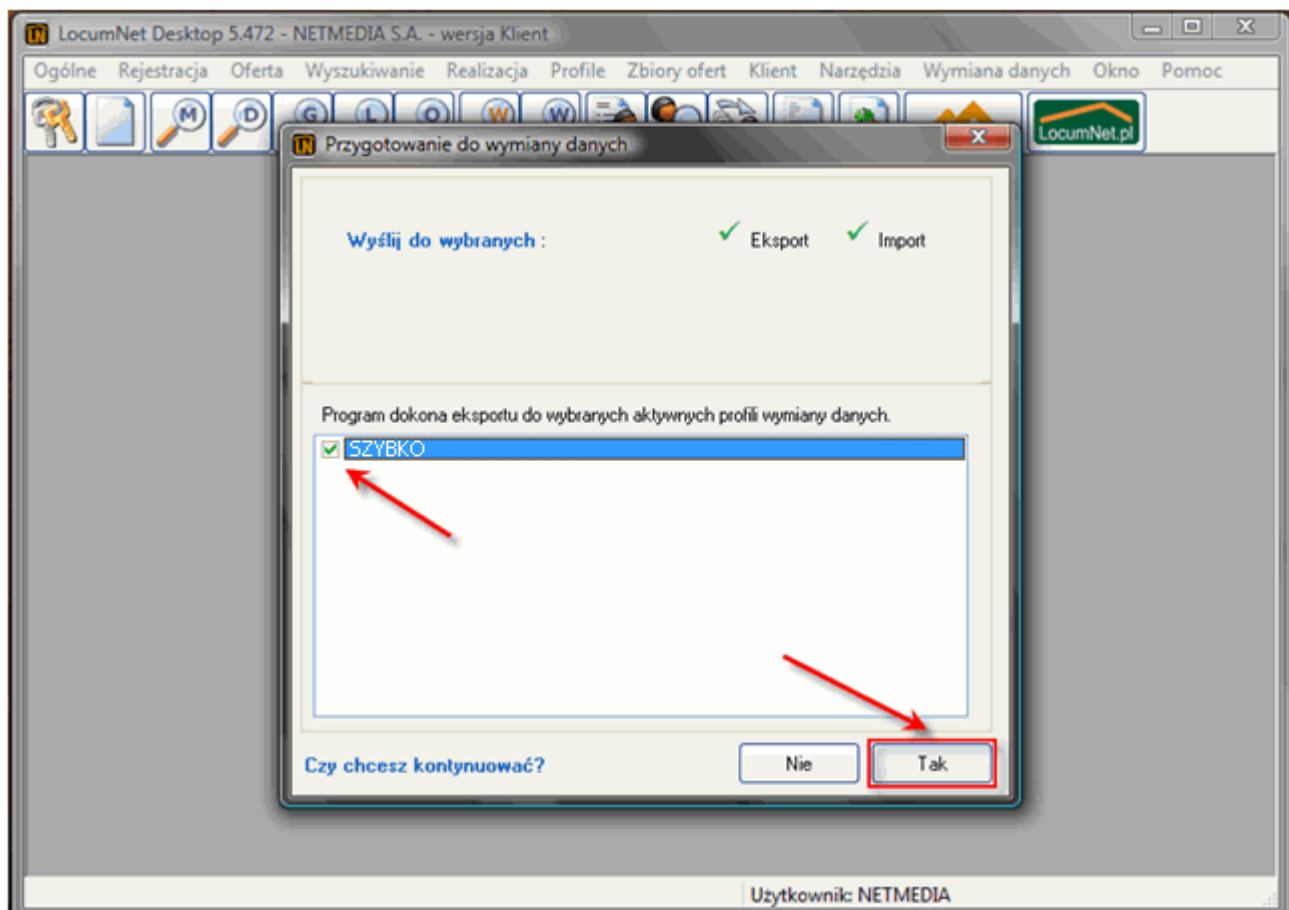 LocumNet Desktop 5.472 - NETMEDIA S.A. - wersja Klient
Ogólne Rejestracja Oferta Wyszukiwanie Realizacja Profile Zbiory ofert Klient Narzędzia Wymiana danych Okno Pomoc
M D G L O W W LocumNet.pl
Przygotowanie do wymiany danych
Wyślij do wybranych : Eksport Import
Program dokona eksportu do wybranych aktywnych profili wymiany danych.
SZYBKO
Czy chcesz kontynuować? Nie Tak
Użytkownik: NETMEDIA